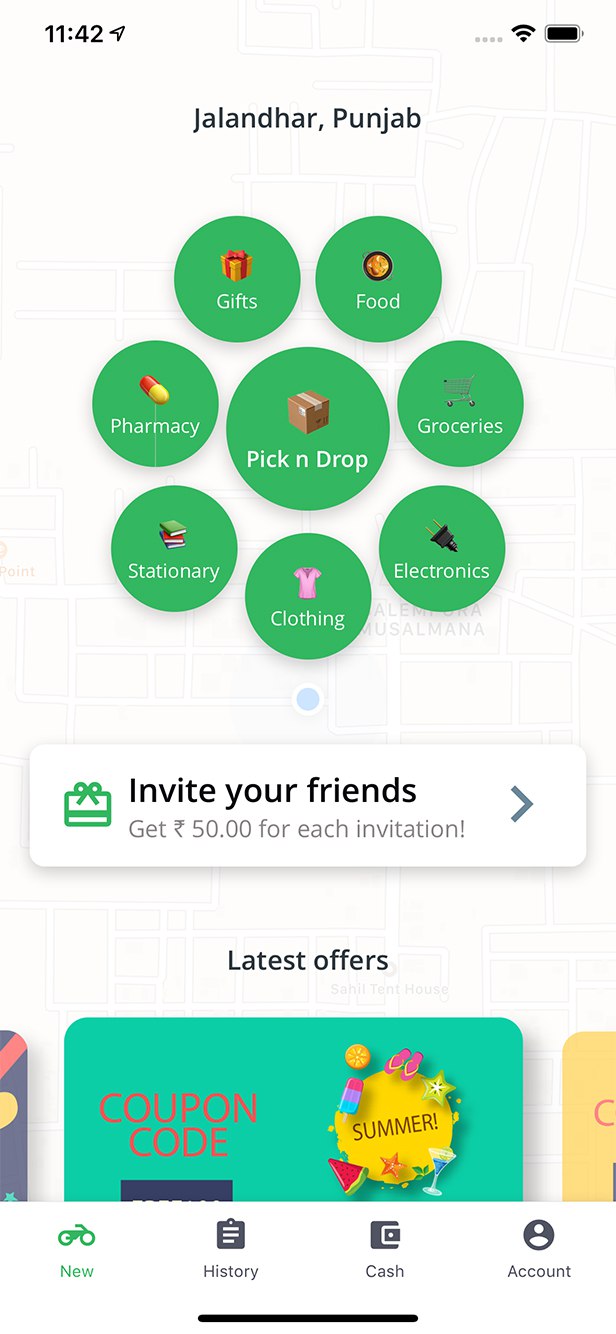 11:42
Jalandhar, Punjab
Gifts
Food
Pharmacy
Pick n Drop
Groceries
Stationary
Electronics
Clothing
MUSALMANA
Point
Invite your friends
Get ₹ 50.00 for each invitation!
Latest offers
Sahil Tent House
COUPON
CODE
SUMMER!
C
New
History
Cash
Account